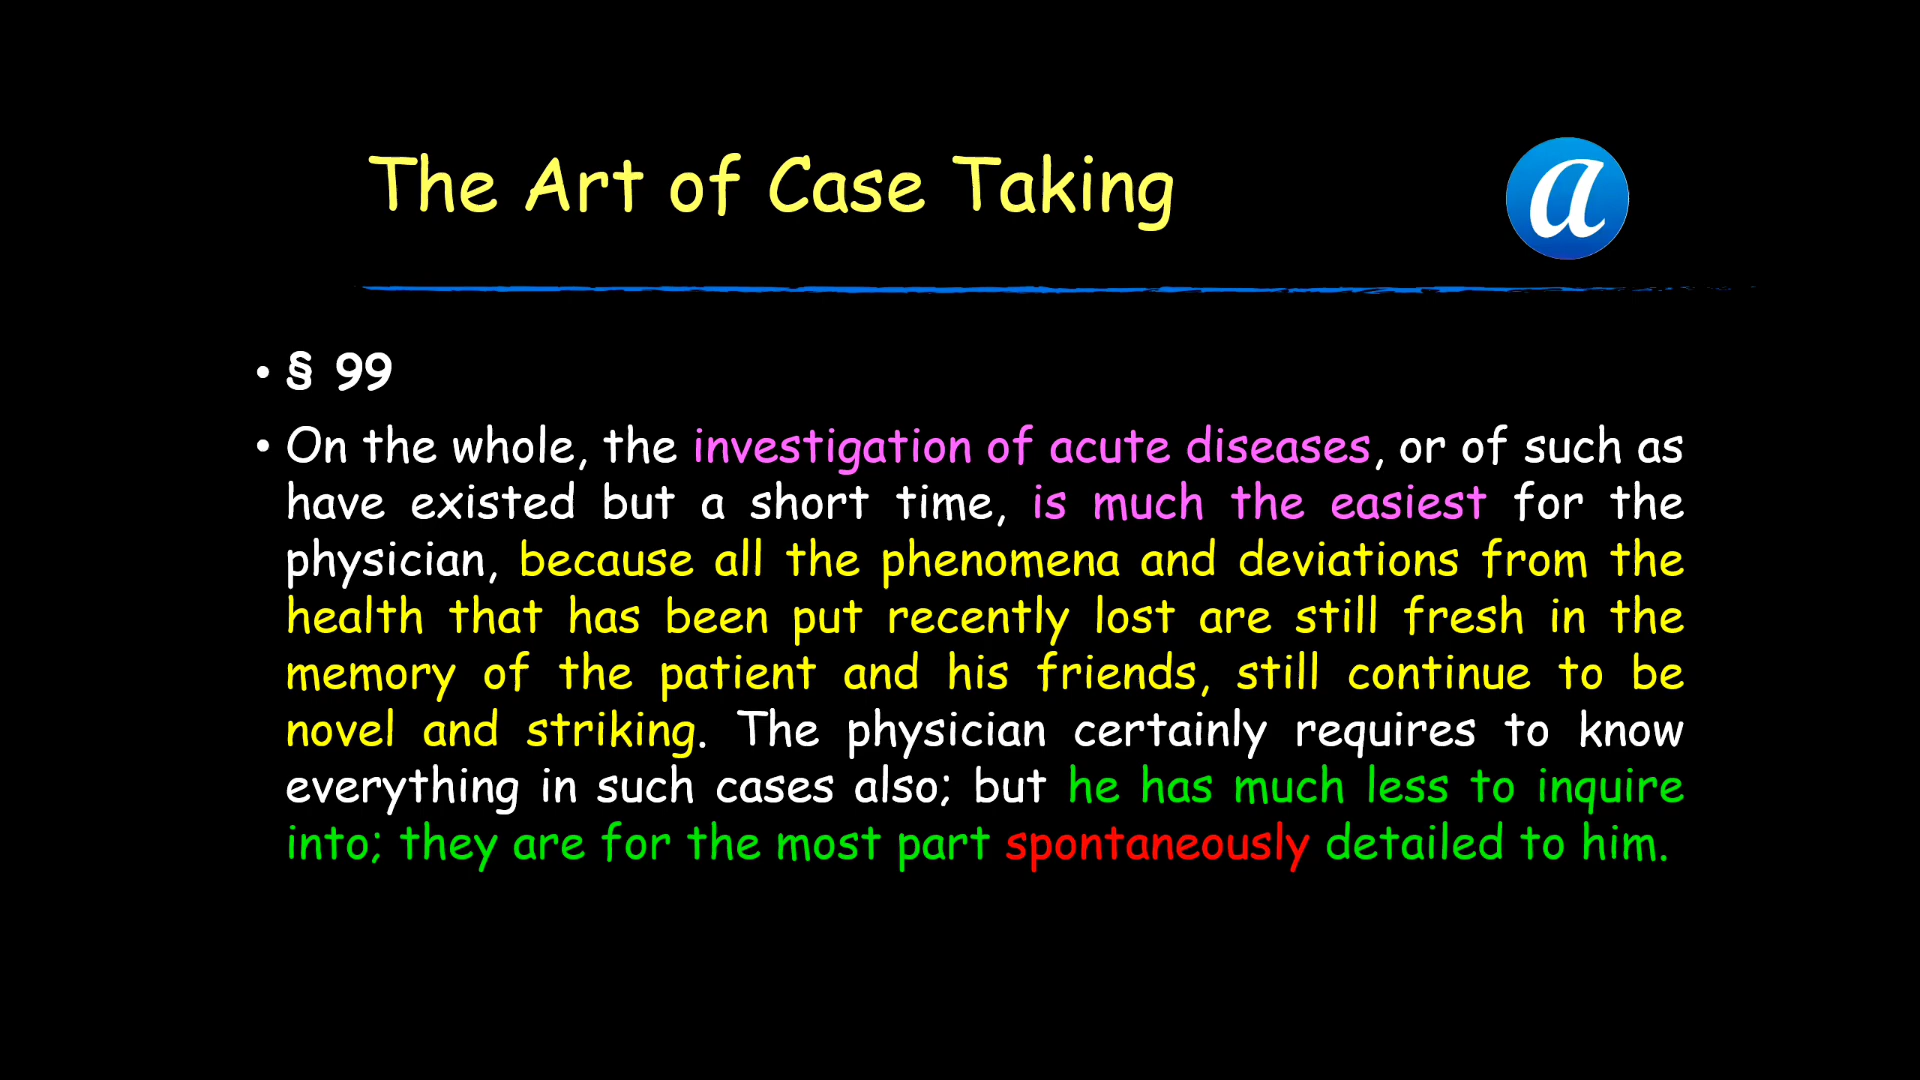 The Art of Case Taking
a
• § 99
• On the whole, the investigation of acute diseases, or of such as
have existed but a short time, is much the easiest for the
physician, because all the phenomena and deviations from the
health that has been put recently lost are still fresh in the
memory of the patient and his friends, still continue to be
novel and striking. The physician certainly requires to know
everything in such cases also; but he has much less to inquire
into; they are for the most part spontaneously detailed to him.